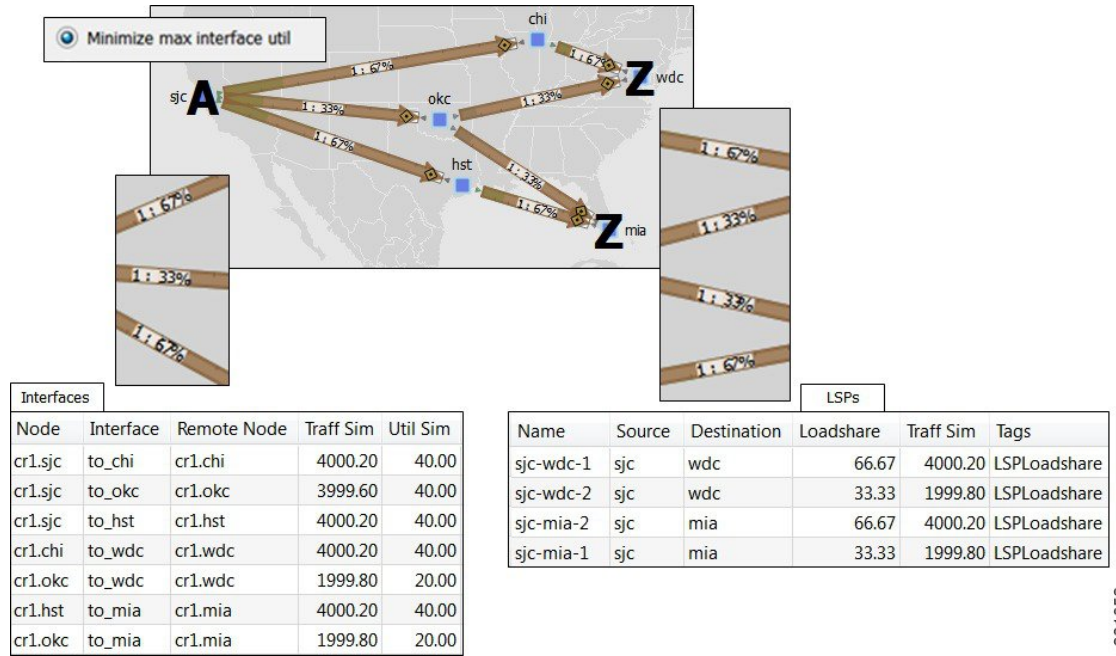 Minimize max interface util
chi
1 : 67%
1 : 67%
Z wdc
sjc A
okc
1 : 33%
1 : 33%
1 : 67%
hst
1 : 33%
1 : 67%
Z mia
1 : 67%
1 : 33%
1 : 67%
1 : 67%
1 : 33%
1 : 33%
1 : 67%
Interfaces
Node Interface Remote Node Traff Sim Util Sim
cr1.sjc to_chi cr1.chi 4000.20 40.00
cr1.sjc to_okc cr1.okc 3999.60 40.00
cr1.sjc to_hst cr1.hst 4000.20 40.00
cr1.chi to_wdc cr1.wdc 4000.20 40.00
cr1.okc to_wdc cr1.wdc 1999.80 20.00
cr1.hst to_mia cr1.mia 4000.20 40.00
cr1.okc to_mia cr1.mia 1999.80 20.00
LSPs
Name Source Destination Loadshare Traff Sim Tags
sjc-wdc-1 sjc wdc 66.67 4000.20 LSPLoadshare
sjc-wdc-2 sjc wdc 33.33 1999.80 LSPLoadshare
sjc-mia-2 sjc mia 66.67 4000.20 LSPLoadshare
sjc-mia-1 sjc mia 33.33 1999.80 LSPLoadshare